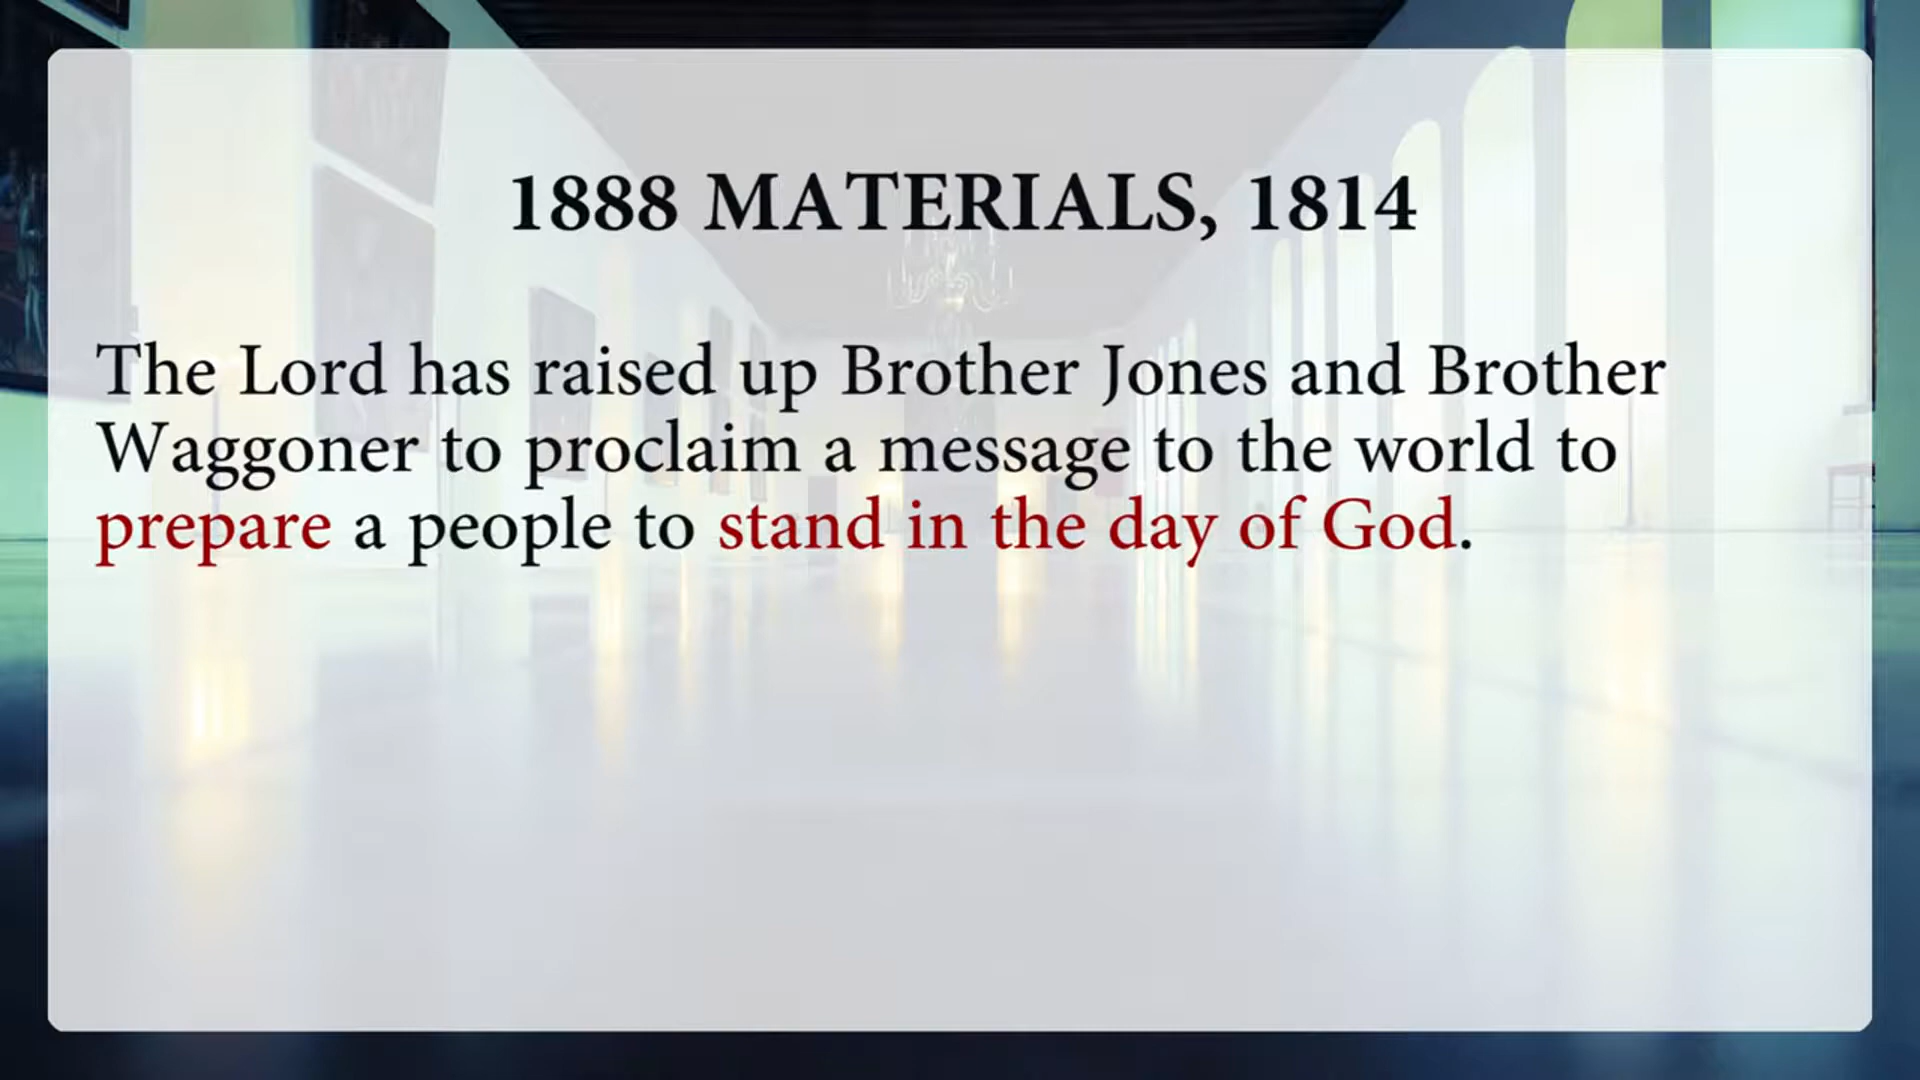 1888 MATERIALS, 1814
The Lord has raised up Brother Jones and Brother
Waggoner to proclaim a message to the world to
prepare a people to stand in the day of God.